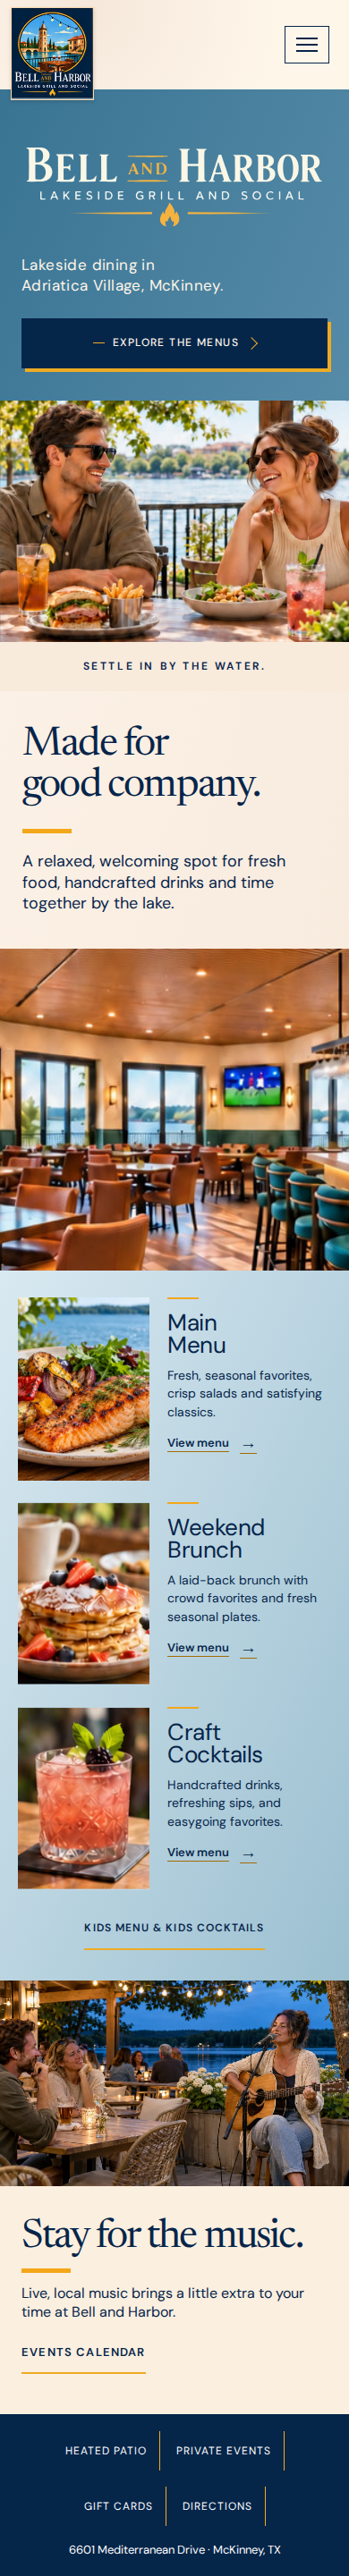 BELL AND HARBOR
LAKESIDE GRILL AND SOCIAL
BELL AND HARBOR
LAKESIDE GRILL AND SOCIAL
Lakeside dining in
Adriatica Village, McKinney.
EXPLORE THE MENUS
SETTLE IN BY THE WATER.
Made for
good company.
A relaxed, welcoming spot for fresh
food, handcrafted drinks and time
together by the lake.
Main
Menu
Fresh, seasonal favorites,
crisp salads and satisfying
classics.
View menu →
Weekend
Brunch
A laid-back brunch with
crowd favorites and fresh
seasonal plates.
View menu →
Craft
Cocktails
Handcrafted drinks,
refreshing sips, and
easygoing favorites.
View menu →
KIDS MENU & KIDS COCKTAILS
Stay for the music.
Live, local music brings a little extra to your
time at Bell and Harbor.
EVENTS CALENDAR
HEATED PATIO
PRIVATE EVENTS
GIFT CARDS
DIRECTIONS
6601 Mediterranean Drive · McKinney, TX